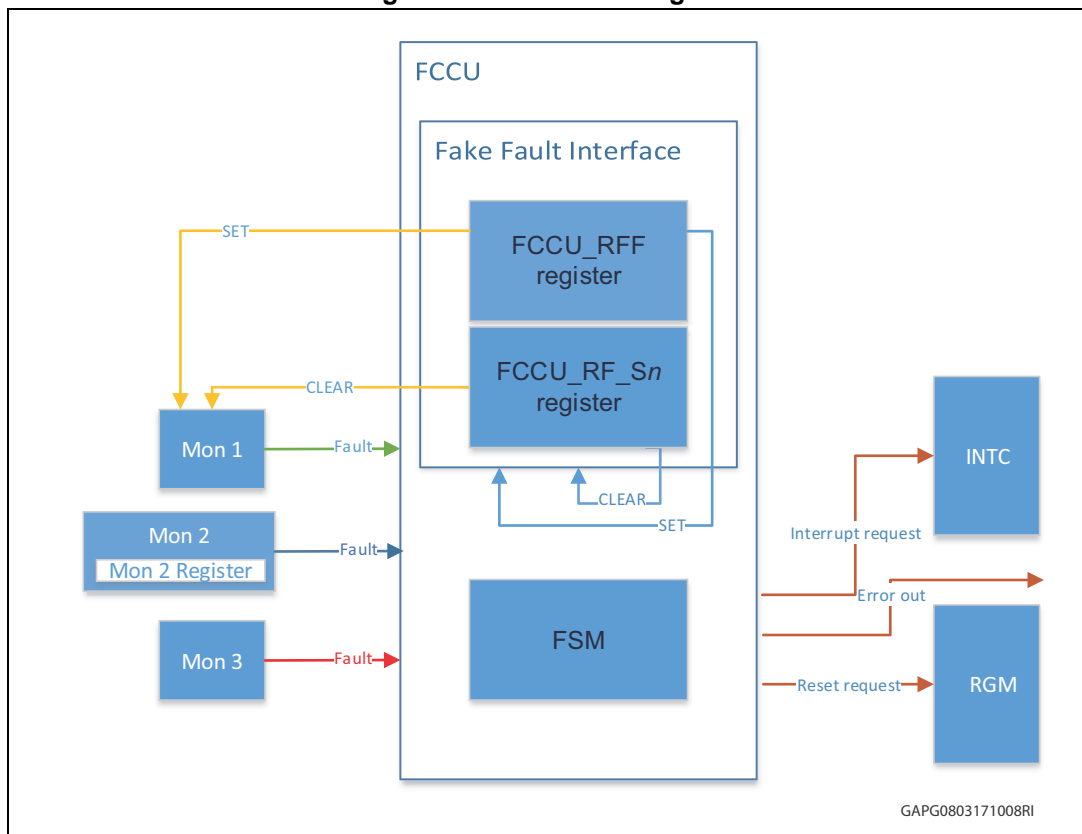 FCCU
Fake Fault Interface
SET
FCCU_RFF
register
FCCU_RF_Sn
register
CLEAR
Mon 1
Fault
INTC
CLEAR
SET
Mon 2
Fault
Interrupt request
Mon 2 Register
Error out
FSM
Mon 3
Fault
Reset request
RGM
GAPG0803171008RI